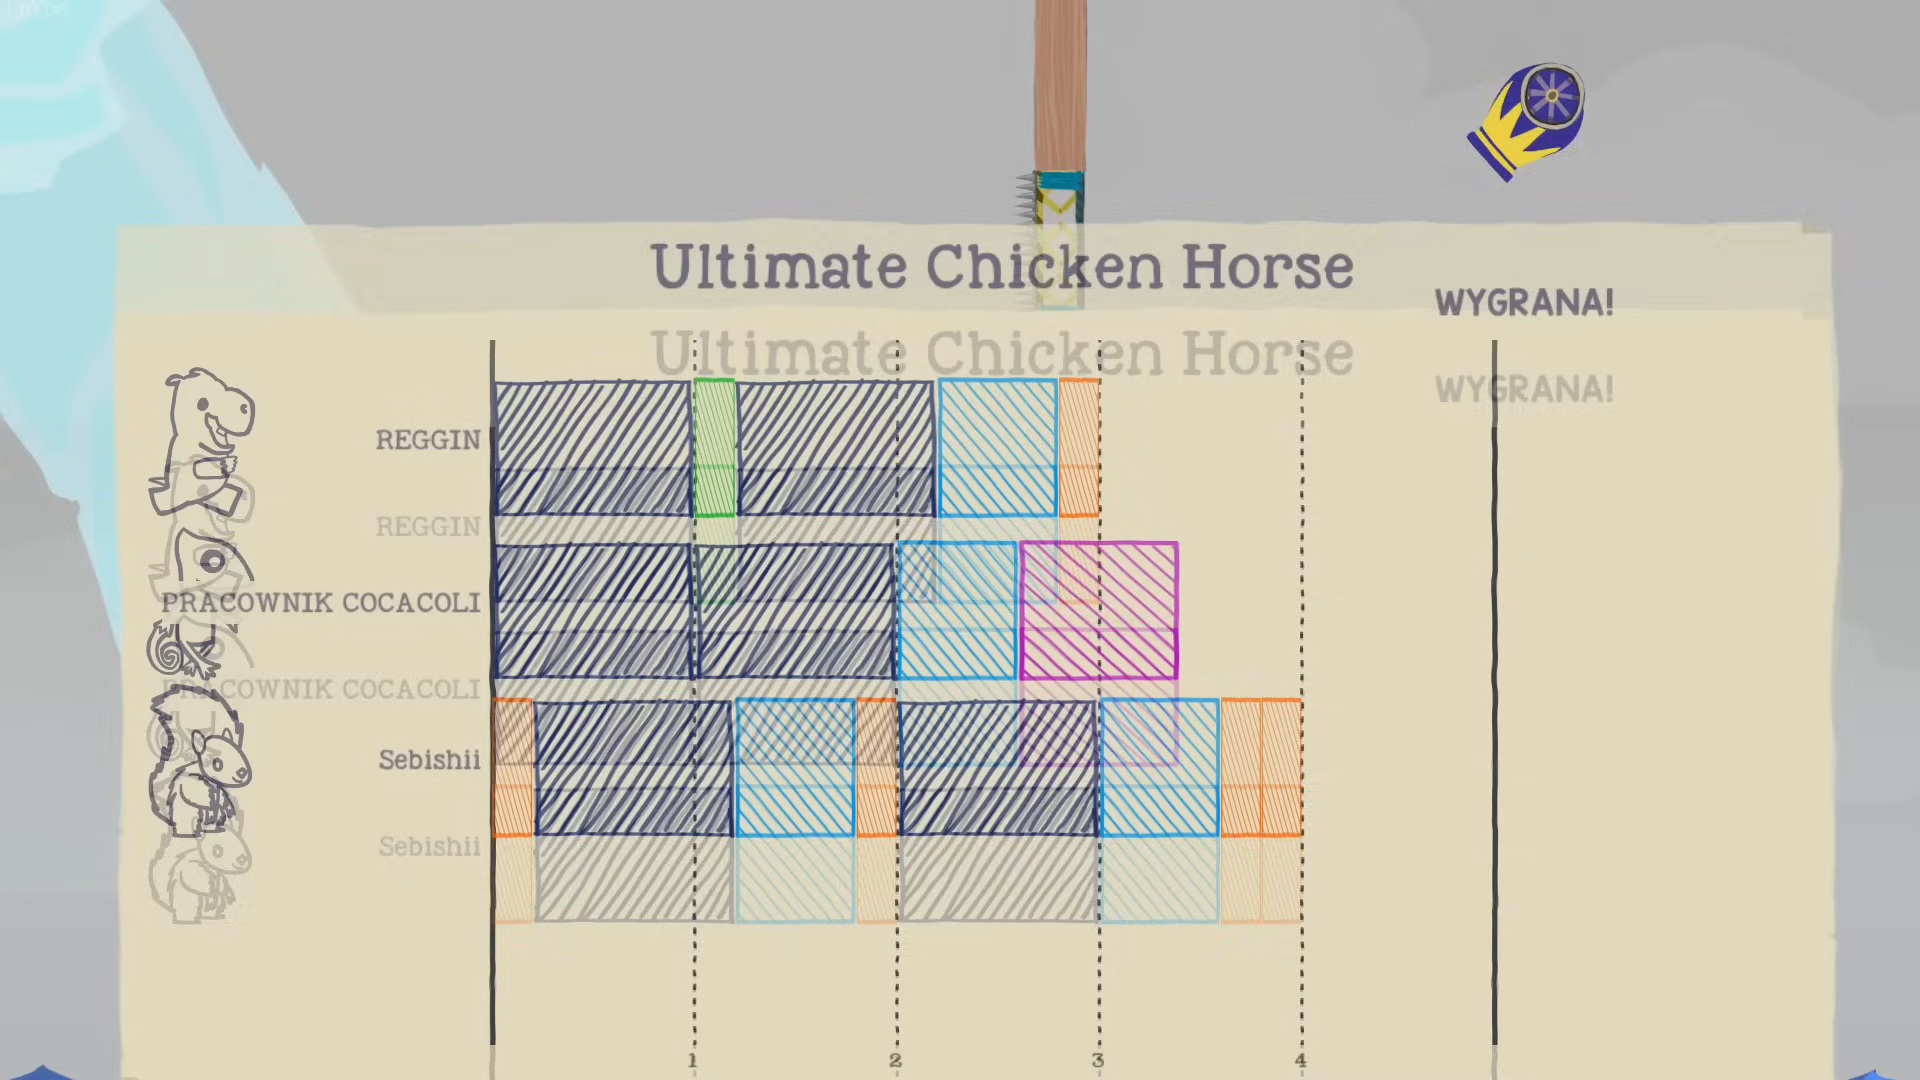 Ultimate Chicken Horse
WYGRANA!
Ultimate Chicken Horse
WYGRANA!
REGGIN
REGGIN
PRACOWNIK COCACOLI
PRACOWNIK COCACOLI
Sebishii
Sebishii
1 2 3 4